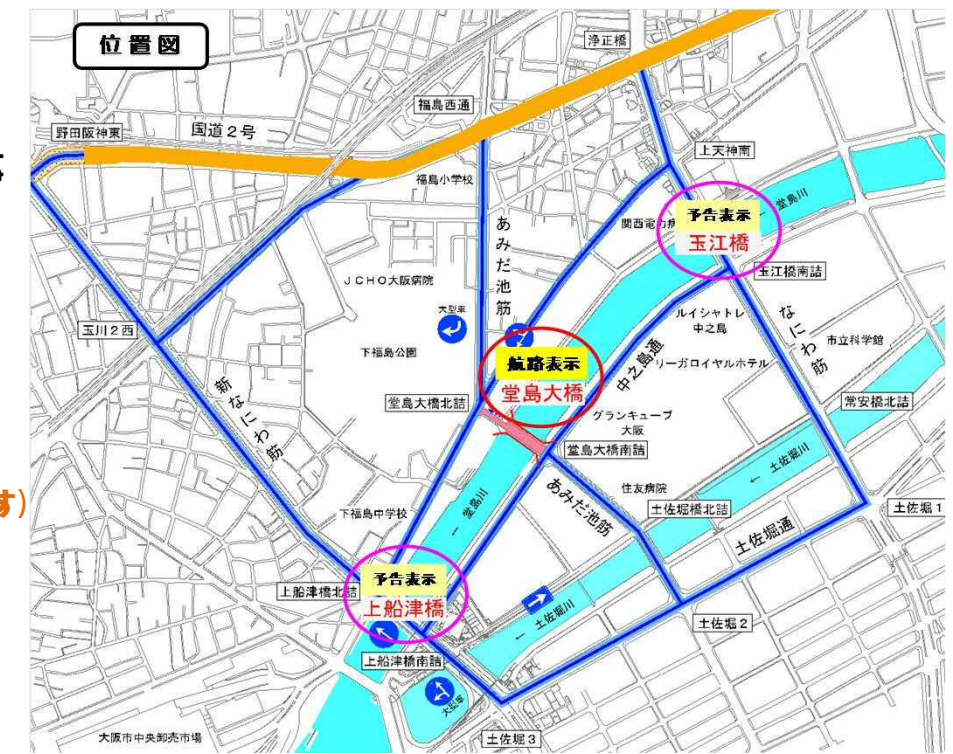 位置図
浄正橋
福島西通
野田阪神東
国道2号
上天神南
福島小学校
あみだ池筋
関西電力病
予告表示
玉江橋
← 堂島川
玉江橋南詰
JCHO大阪病院
大型車
玉川2西
下福島公園
ルイシャトレ
中之島
なにわ筋
市立科学館
航路表示
堂島大橋
中之島通
リーガロイヤルホテル
新なにわ筋
堂島大橋北詰
グランキューブ
大阪
常安橋北詰
堂島大橋南詰
← 土佐堀川
す)
あみだ池筋
住友病院
土佐堀橋北詰
土佐堀1
← 堂島川
下福島中学校
土佐堀通
予告表示
上船津橋
上船津橋北詰
← 土佐堀川
土佐堀2
上船津橋南詰
大型車
大阪市中央卸売市場
土佐堀3